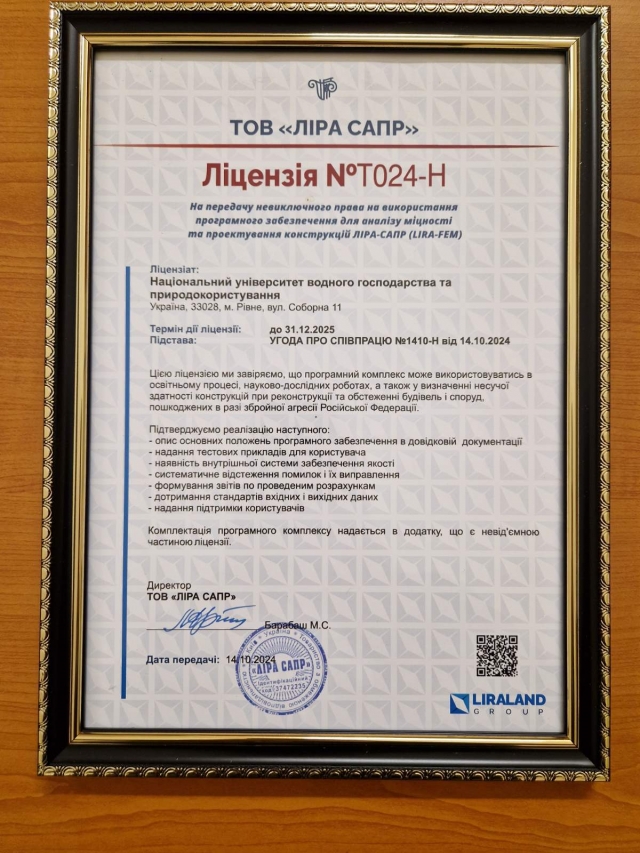 ТОВ «ЛІРА САПР»
Ліцензія №Т024-Н
На передачу невиключного права на використання
програмного забезпечення для аналізу міцності
та проектування конструкцій ЛІРА-САПР (LIRA-FEM)
Ліцензіат:
Національний університет водного господарства та
природокористування
Україна, 33028, м. Рівне, вул. Соборна 11
Термін дії ліцензії: до 31.12.2025
Підстава: УГОДА ПРО СПІВПРАЦЮ №1410-Н від 14.10.2024
Цією ліцензією ми завіряємо, що програмний комплекс може використовуватись в
освітньому процесі, науково-дослідних роботах, а також у визначенні несучої
здатності конструкцій при реконструкції та обстеженні будівель і споруд,
пошкоджених в разі збройної агресії Російської Федерації.
Підтверджуємо реалізацію наступного:
- опис основних положень програмного забезпечення в довідковій документації
- надання тестових прикладів для користувача
- наявність внутрішньої системи забезпечення якості
- систематичне відстеження помилок і їх виправлення
- формування звітів по проведеним розрахункам
- дотримання стандартів вхідних і вихідних даних
- надання підтримки користувачів
Комплектація програмного комплексу надається в додатку, що є невід'ємною
частиною ліцензії.
Директор
ТОВ «ЛІРА САПР»
Барабаш М.С.
Дата передачі: 14.10.2024
«ЛІРА САПР»
Ідентифікаційний
код 37472235
LIRALAND
GROUP